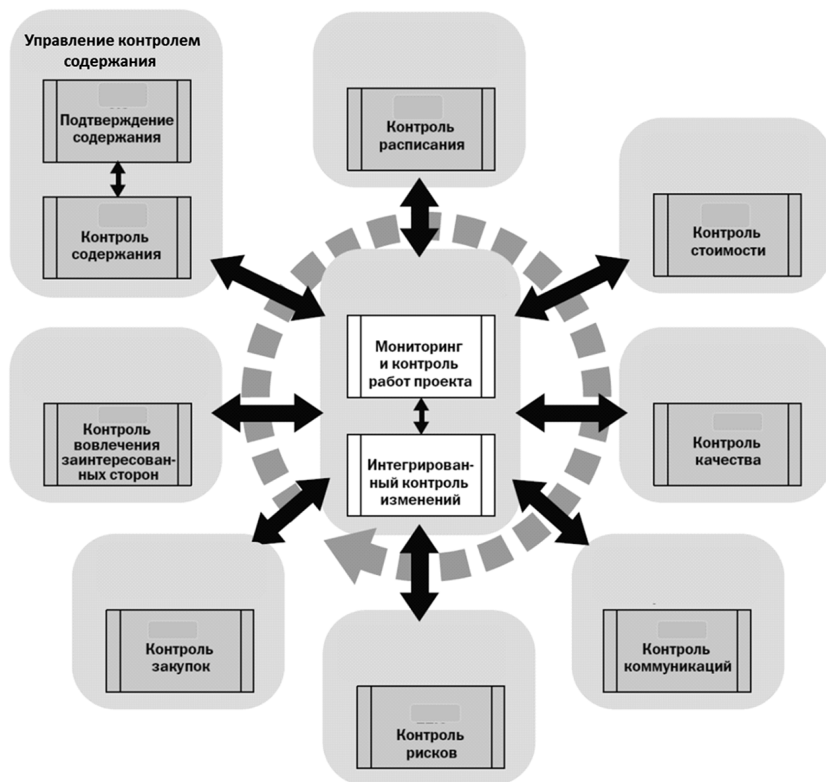 Управление контролем
содержания
Подтверждение
содержания
Контроль
содержания
Контроль
расписания
Контроль
стоимости
Мониторинг
и контроль
работ проекта
Интегрирован-
ный контроль
изменений
Контроль
вовлечения
заинтересован-
ных сторон
Контроль
качества
Контроль
закупок
Контроль
рисков
Контроль
коммуникаций